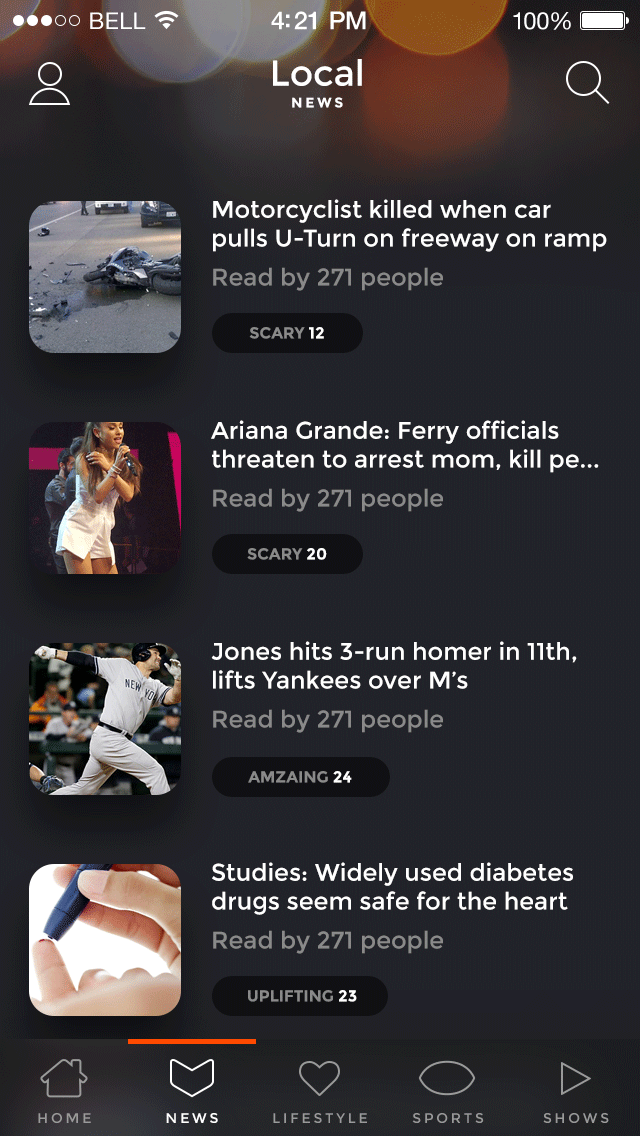 BELL 4:21 PM 100%
Local
NEWS
Motorcyclist killed when car
pulls U-Turn on freeway on ramp
Read by 271 people
SCARY 12
Ariana Grande: Ferry officials
threaten to arrest mom, kill pe...
Read by 271 people
SCARY 20
Jones hits 3-run homer in 11th,
lifts Yankees over M’s
Read by 271 people
AMZAING 24
Studies: Widely used diabetes
drugs seem safe for the heart
Read by 271 people
UPLIFTING 23
HOME NEWS LIFESTYLE SPORTS SHOWS